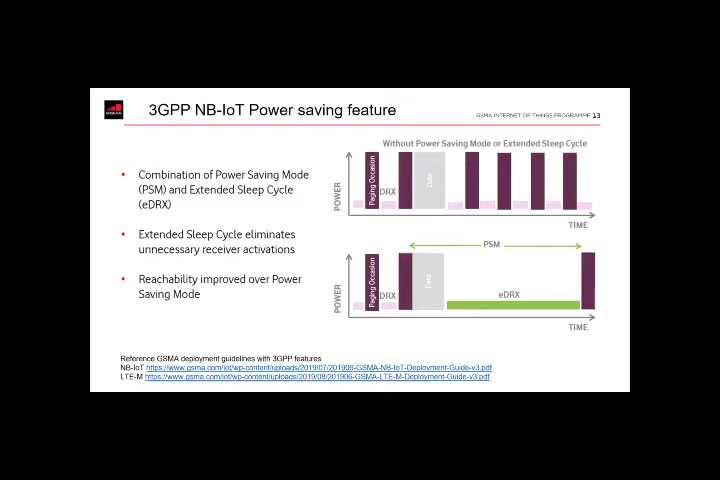 GSMA
3GPP NB-IoT Power saving feature
GSMA INTERNET OF THINGS PROGRAMME 13
• Combination of Power Saving Mode
(PSM) and Extended Sleep Cycle
(eDRX)
• Extended Sleep Cycle eliminates
unnecessary receiver activations
• Reachability improved over Power
Saving Mode
Without Power Saving Mode or Extended Sleep Cycle
POWER
Paging Occasion
DRX
Data
TIME
PSM
POWER
Paging Occasion
DRX
Data
eDRX
TIME
Reference GSMA deployment guidelines with 3GPP features
NB-IoT https://www.gsma.com/iot/wp-content/uploads/2019/07/201906-GSMA-NB-IoT-Deployment-Guide-v3.pdf
LTE-M https://www.gsma.com/iot/wp-content/uploads/2019/08/201906-GSMA-LTE-M-Deployment-Guide-v3.pdf